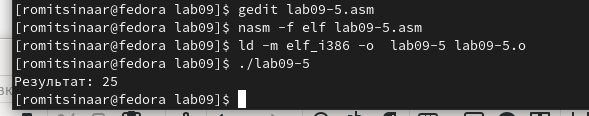 [romitsinaar@fedora lab09]$ gedit lab09-5.asm
[romitsinaar@fedora lab09]$ nasm -f elf lab09-5.asm
[romitsinaar@fedora lab09]$ ld -m elf_i386 -o  lab09-5 lab09-5.o
[romitsinaar@fedora lab09]$ ./lab09-5
Результат: 25
[romitsinaar@fedora lab09]$